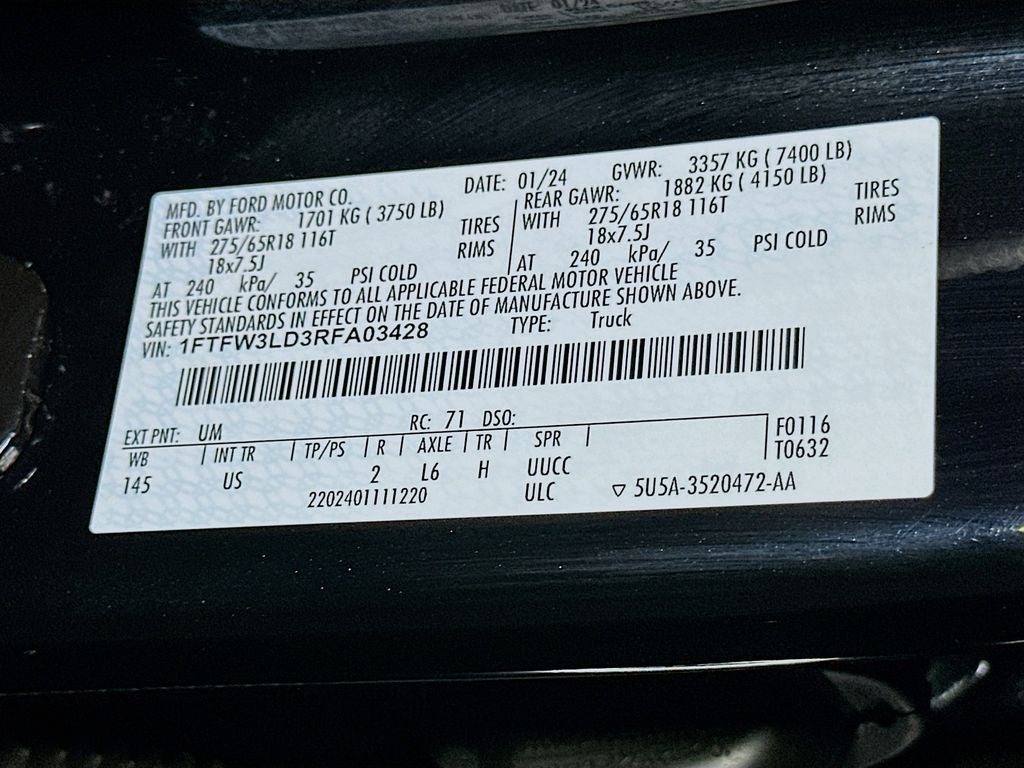 DATE 01/24
MFD. BY FORD MOTOR CO. DATE: 01/24 GVWR: 3357 KG ( 7400 LB)
FRONT GAWR: 1701 KG ( 3750 LB) REAR GAWR: 1882 KG ( 4150 LB)
WITH 275/65R18 116T TIRES WITH 275/65R18 116T TIRES
18x7.5J RIMS 18x7.5J RIMS
AT 240 kPa/ 35 PSI COLD AT 240 kPa/ 35 PSI COLD
THIS VEHICLE CONFORMS TO ALL APPLICABLE FEDERAL MOTOR VEHICLE
SAFETY STANDARDS IN EFFECT ON THE DATE OF MANUFACTURE SHOWN ABOVE.
VIN: 1FTFW3LD3RFA03428 TYPE: Truck
EXT PNT: UM RC: 71 DSO: F0116
WB INT TR TP/PS R AXLE TR SPR T0632
145 US 2 L6 H UUCC
2202401111220 ULC ▽ 5U5A-3520472-AA